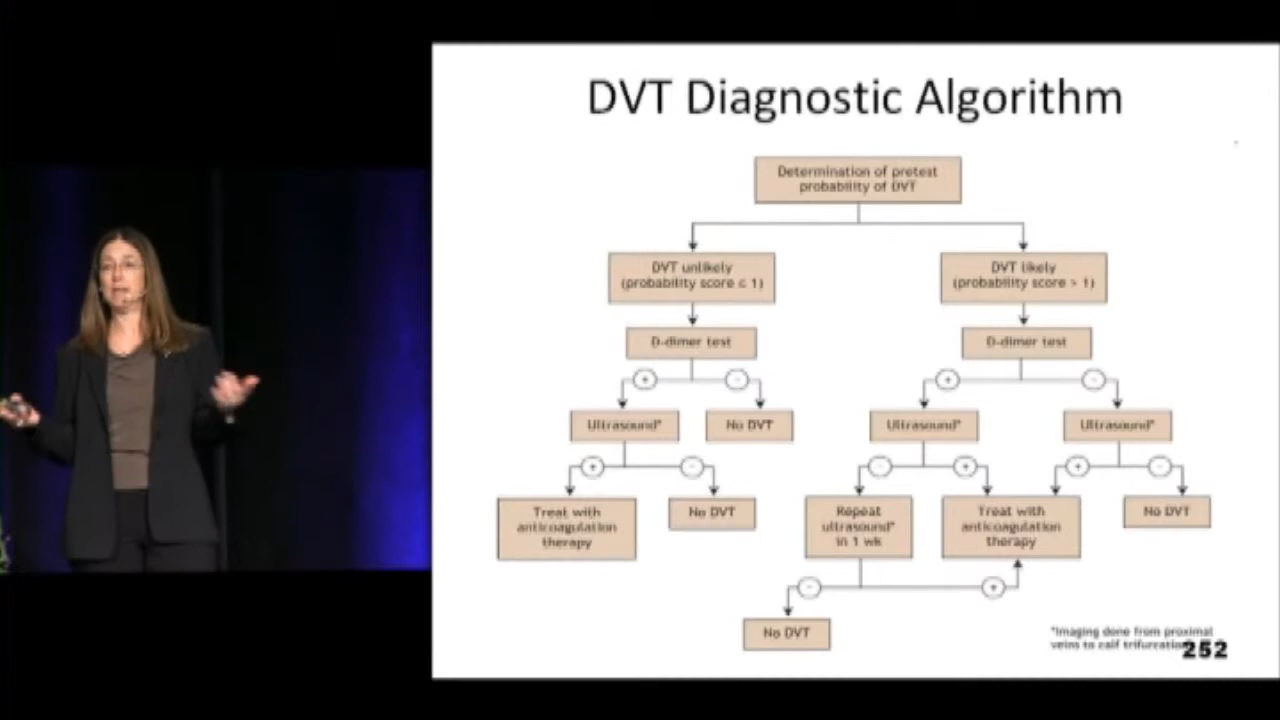 DVT Diagnostic Algorithm
Determination of pretest
probability of DVT
DVT unlikely
(probability score ≤ 1)
DVT likely
(probability score > 1)
D-dimer test
D-dimer test
+
-
+
-
Ultrasound*
No DVT
Ultrasound*
Ultrasound*
+
-
-
+
+
-
Treat with
anticoagulation
therapy
No DVT
Repeat
ultrasound*
in 1 wk
Treat with
anticoagulation
therapy
No DVT
-
+
No DVT
*Imaging done from proximal
veins to calf trifurcation
252